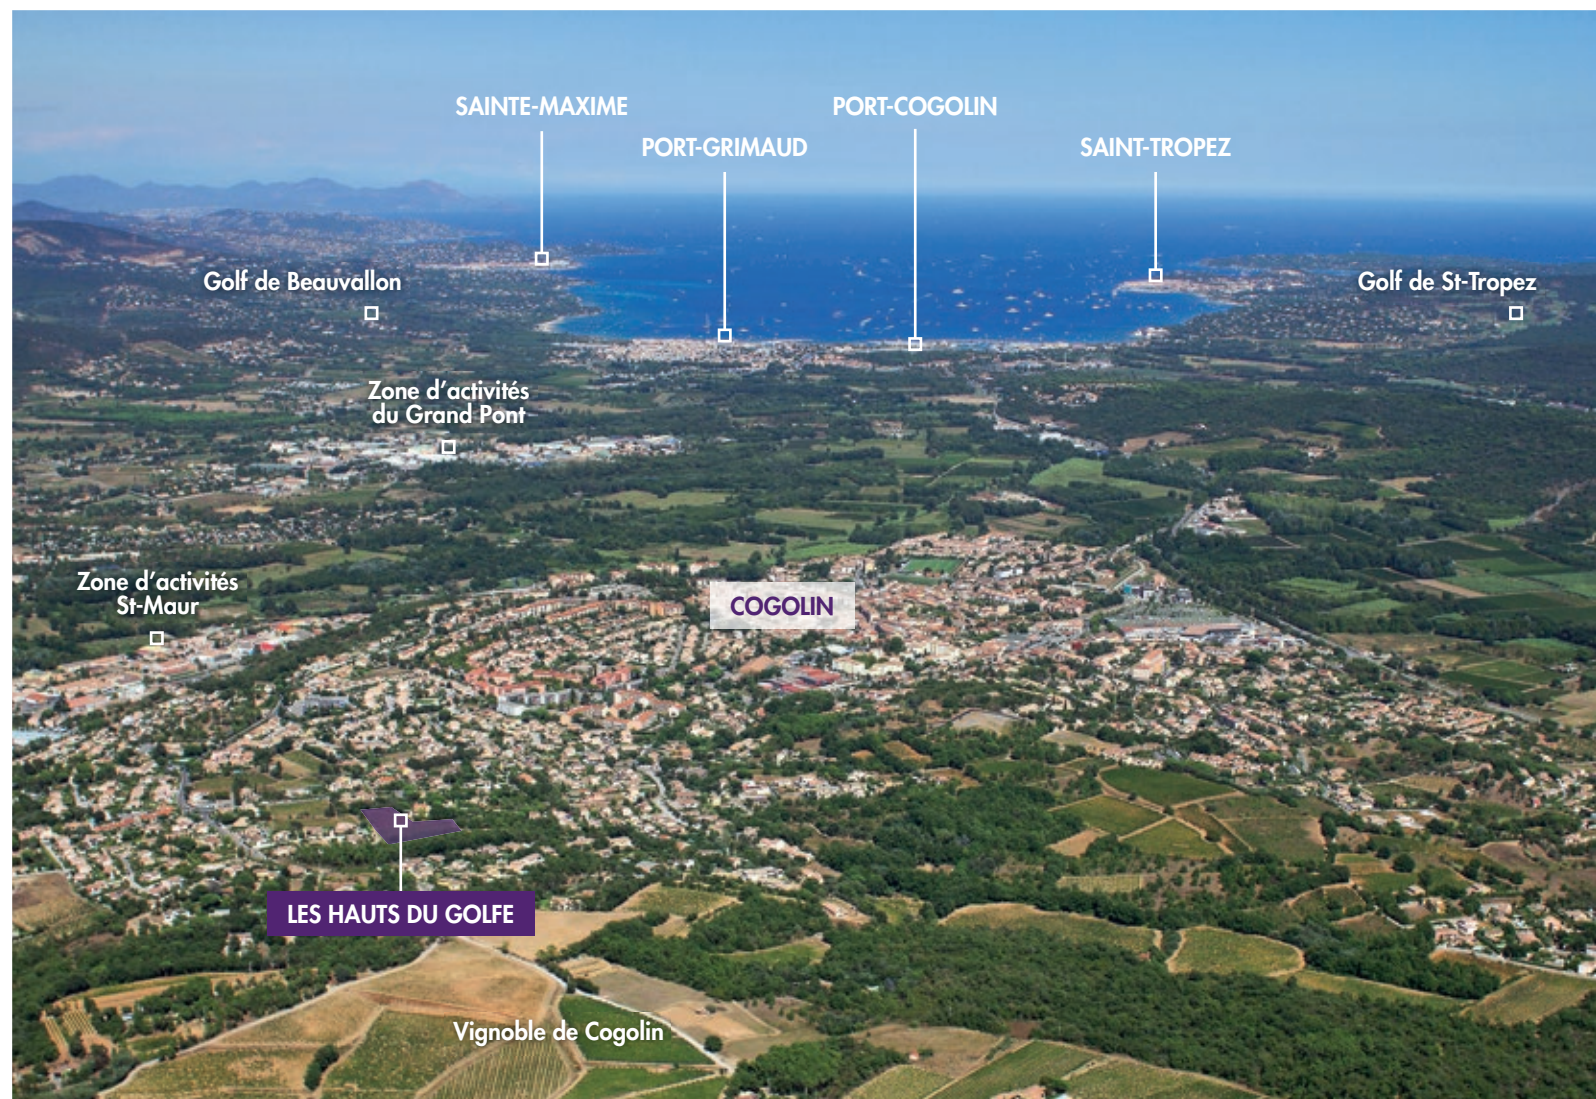 SAINTE-MAXIME
PORT-COGOLIN
PORT-GRIMAUD
SAINT-TROPEZ
Golf de Beauvallon
Golf de St-Tropez
Zone d'activités
du Grand Pont
Zone d'activités
St-Maur
COGOLIN
LES HAUTS DU GOLFE
Vignoble de Cogolin